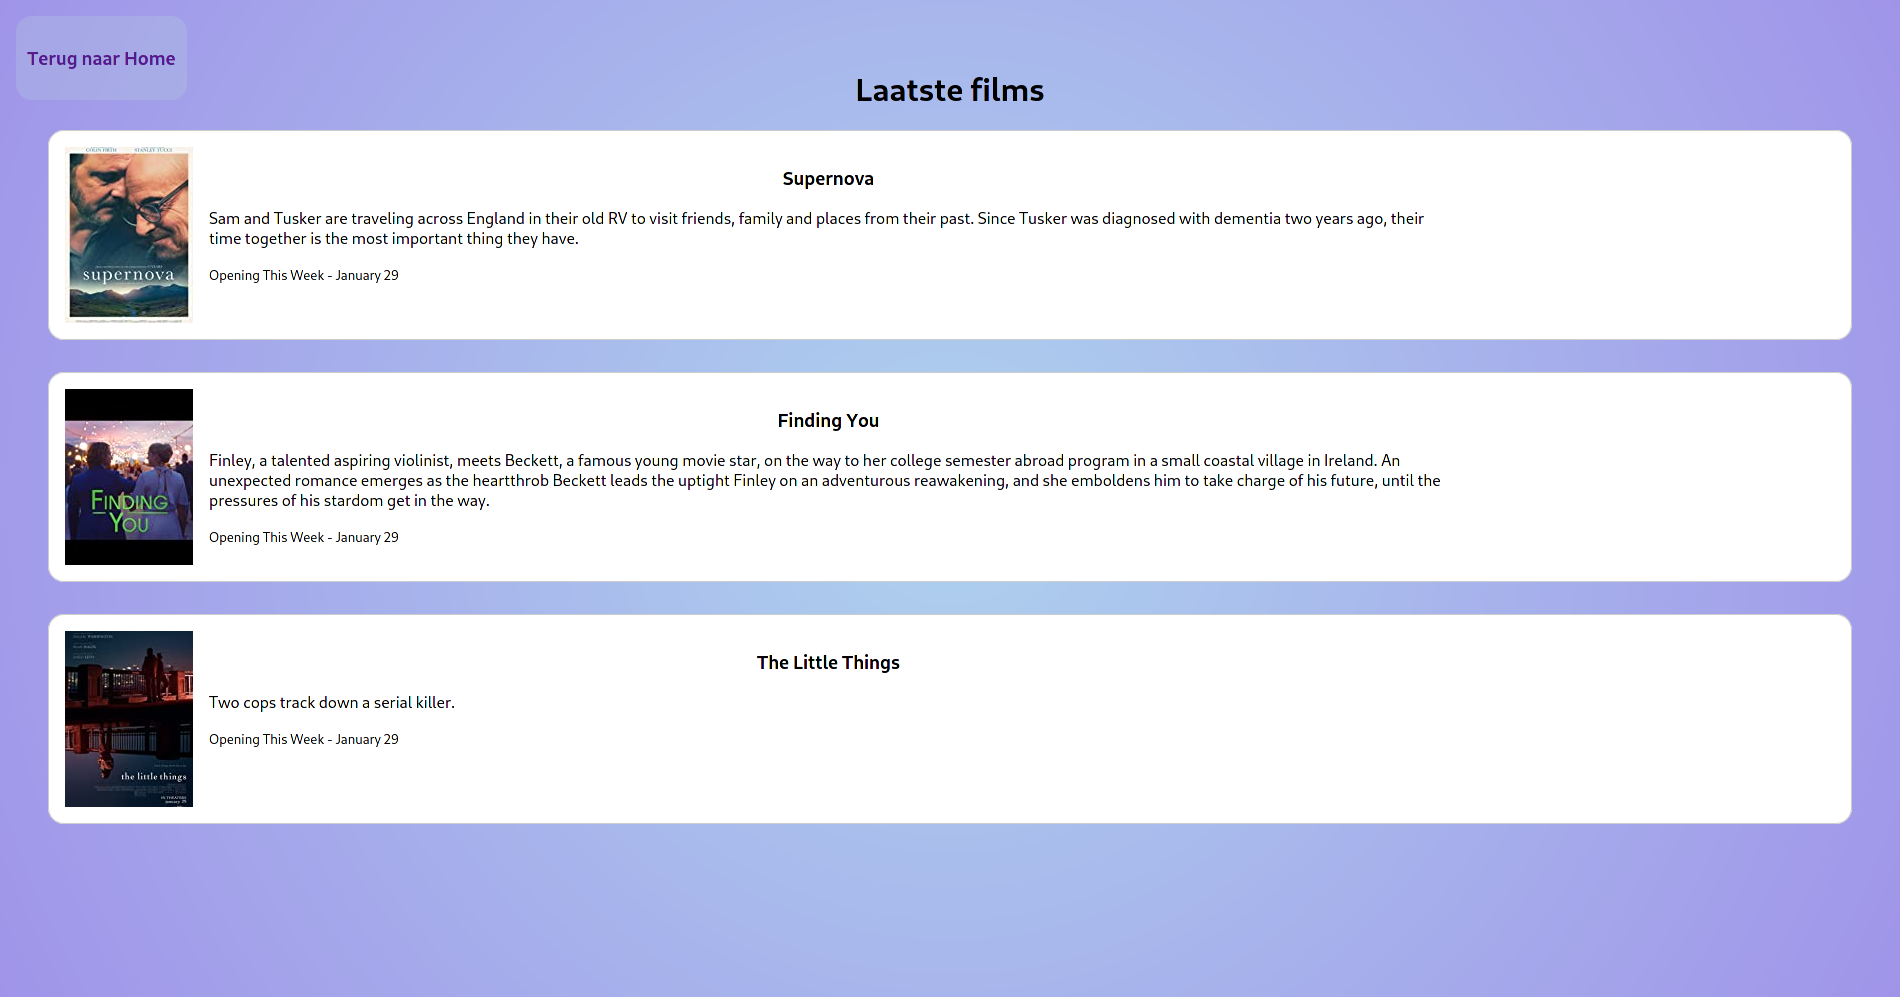 Terug naar Home
Laatste films
COLIN FIRTH STANLEY TUCCI
supernova
Supernova
Sam and Tusker are traveling across England in their old RV to visit friends, family and places from their past. Since Tusker was diagnosed with dementia two years ago, their
time together is the most important thing they have.
Opening This Week - January 29
FINDING
YOU
Finding You
Finley, a talented aspiring violinist, meets Beckett, a famous young movie star, on the way to her college semester abroad program in a small coastal village in Ireland. An
unexpected romance emerges as the heartthrob Beckett leads the uptight Finley on an adventurous reawakening, and she emboldens him to take charge of his future, until the
pressures of his stardom get in the way.
Opening This Week - January 29
the little things
IN THEATERS
january 29
The Little Things
Two cops track down a serial killer.
Opening This Week - January 29